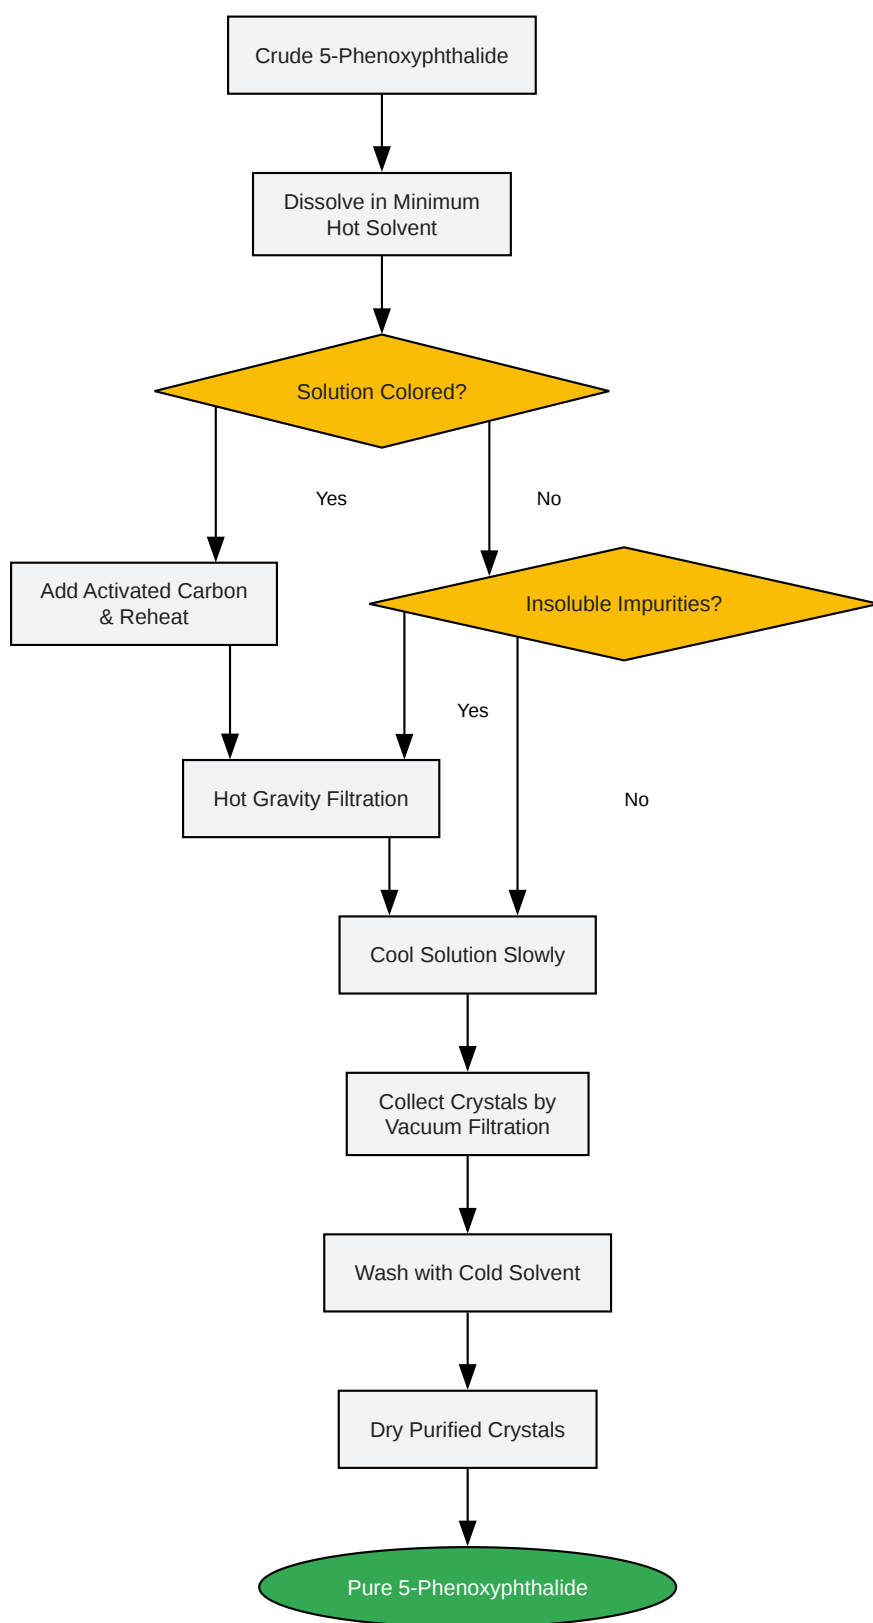 Crude 5-Phenoxyphthalide
Dissolve in Minimum
Hot Solvent
Solution Colored?
Yes
No
Add Activated Carbon
& Reheat
Insoluble Impurities?
Yes
Hot Gravity Filtration
No
Cool Solution Slowly
Collect Crystals by
Vacuum Filtration
Wash with Cold Solvent
Dry Purified Crystals
Pure 5-Phenoxyphthalide